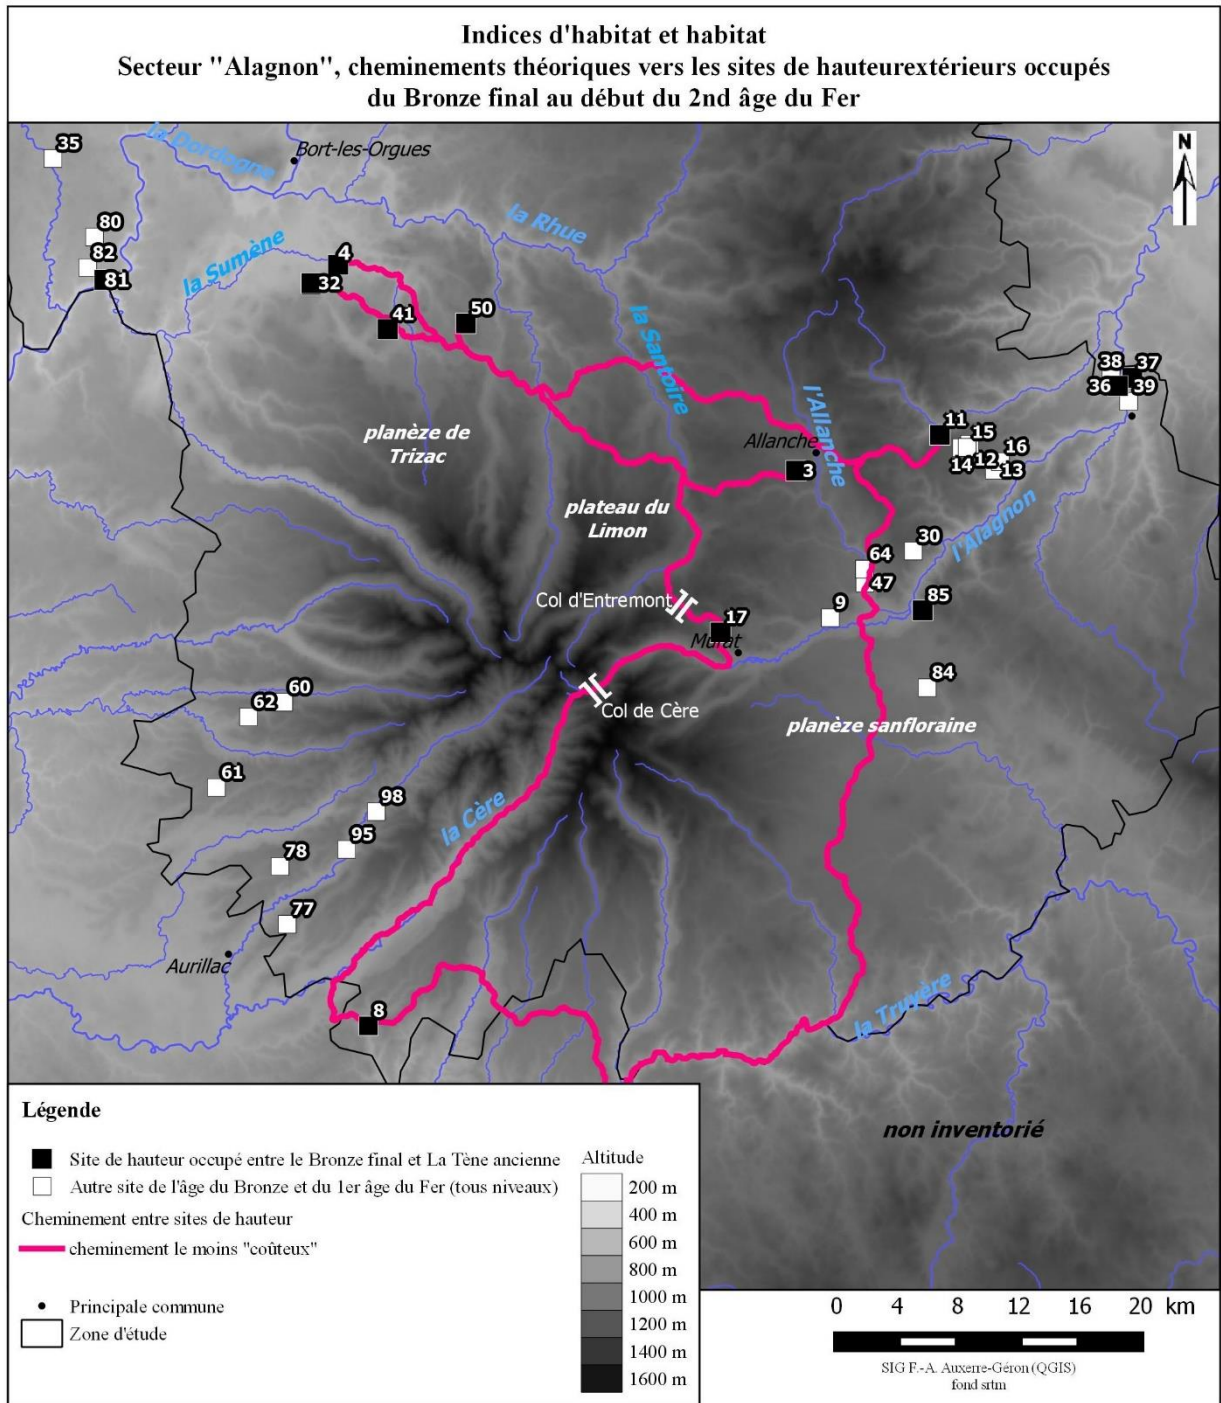 Indices d'habitat et habitat
Secteur "Alagnon", cheminements théoriques vers les sites de hauteurextérieurs occupés
du Bronze final au début du 2nd âge du Fer
35
la Dordogne
Bort-les-Orgues
N
80
82
81
la Sumène
4
32
la Rhue
41
50
la Santoire
38
37
36
39
planèze de
Trizac
l'Allanche
Allanche
11
15
16
14
12
13
3
plateau du
Limon
l'Alagnon
30
64
47
Col d'Entremont
17
Murat
9
85
84
60
62
Col de Cère
planèze sanfloraine
61
98
la Cère
95
78
77
Aurillac
8
la Truyère
non inventorié
Légende
Site de hauteur occupé entre le Bronze final et La Tène ancienne
Autre site de l'âge du Bronze et du 1er âge du Fer (tous niveaux)
Cheminement entre sites de hauteur
cheminement le moins "coûteux"
Principale commune
Zone d'étude
Altitude
200 m
400 m
600 m
800 m
1000 m
1200 m
1400 m
1600 m
0 4 8 12 16 20 km
SIG F.-A. Auxerre-Géron (QGIS)
fond srtm